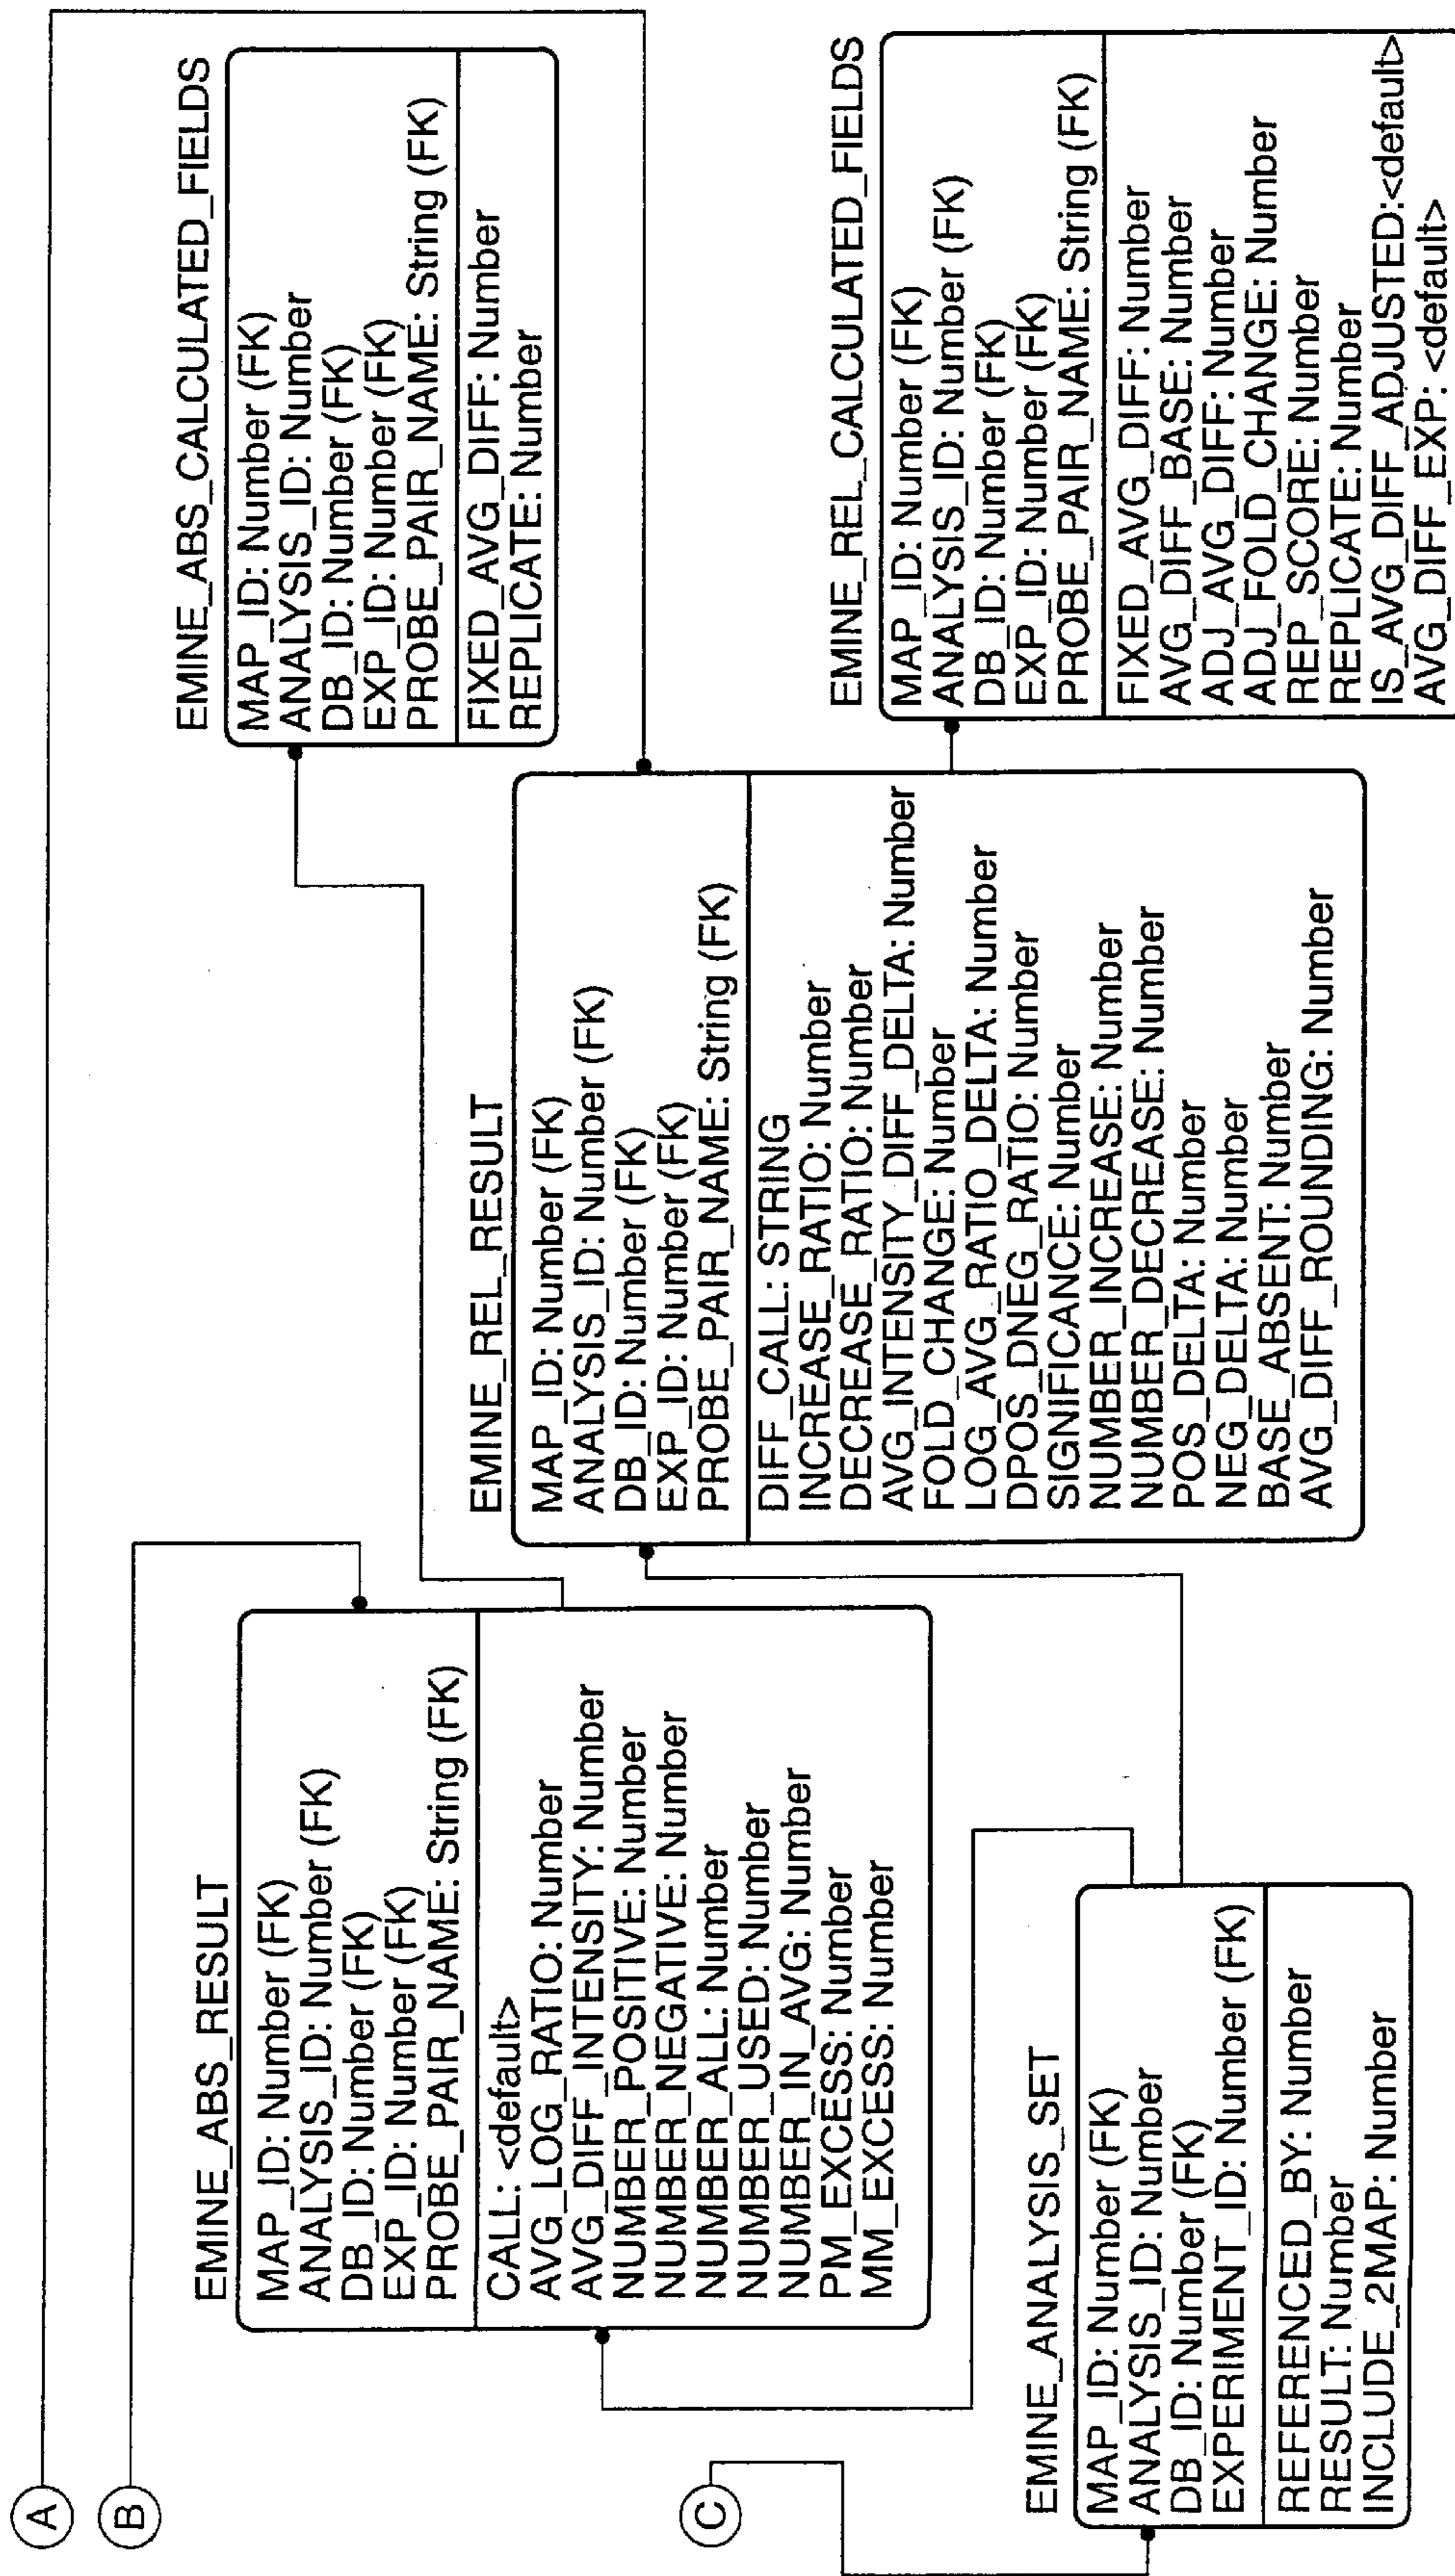 A
B
EMINE_ABS_RESULT
MAP_ID: Number (FK)
ANALYSIS_ID: Number (FK)
DB_ID: Number (FK)
EXP_ID: Number (FK)
PROBE_PAIR_NAME: String (FK)
CALL: <default>
AVG_LOG_RATIO: Number
AVG_DIFF_INTENSITY: Number
NUMBER_POSITIVE: Number
NUMBER_NEGATIVE: Number
NUMBER_ALL: Number
NUMBER_USED: Number
NUMBER_IN_AVG: Number
PM_EXCESS: Number
MM_EXCESS: Number
EMINE_ABS_CALCULATED_FIELDS
MAP_ID: Number (FK)
ANALYSIS_ID: Number
DB_ID: Number (FK)
EXP_ID: Number (FK)
PROBE_PAIR_NAME: String (FK)
FIXED_AVG_DIFF: Number
REPLICATE: Number
EMINE_REL_RESULT
MAP_ID: Number (FK)
ANALYSIS_ID: Number (FK)
DB_ID: Number (FK)
EXP_ID: Number (FK)
PROBE_PAIR_NAME: String (FK)
DIFF_CALL: STRING
INCREASE_RATIO: Number
DECREASE_RATIO: Number
AVG_INTENSITY_DIFF_DELTA: Number
FOLD_CHANGE: Number
LOG_AVG_RATIO_DELTA: Number
DPOS_DNEG_RATIO: Number
SIGNIFICANCE: Number
NUMBER_INCREASE: Number
NUMBER_DECREASE: Number
POS_DELTA: Number
NEG_DELTA: Number
BASE_ABSENT: Number
AVG_DIFF_ROUNDING: Number
C
EMINE_ANALYSIS_SET
MAP_ID: Number (FK)
ANALYSIS_ID: Number
DB_ID: Number (FK)
EXPERIMENT_ID: Number (FK)
REFERENCED_BY: Number
RESULT: Number
INCLUDE_2MAP: Number
EMINE_REL_CALCULATED_FIELDS
MAP_ID: Number (FK)
ANALYSIS_ID: Number (FK)
DB_ID: Number (FK)
EXP_ID: Number (FK)
PROBE_PAIR_NAME: String (FK)
FIXED_AVG_DIFF: Number
AVG_DIFF_BASE: Number
ADJ_AVG_DIFF: Number
ADJ_FOLD_CHANGE: Number
REP_SCORE: Number
REPLICATE: Number
IS_AVG_DIFF_ADJUSTED:<default>
AVG_DIFF_EXP: <default>